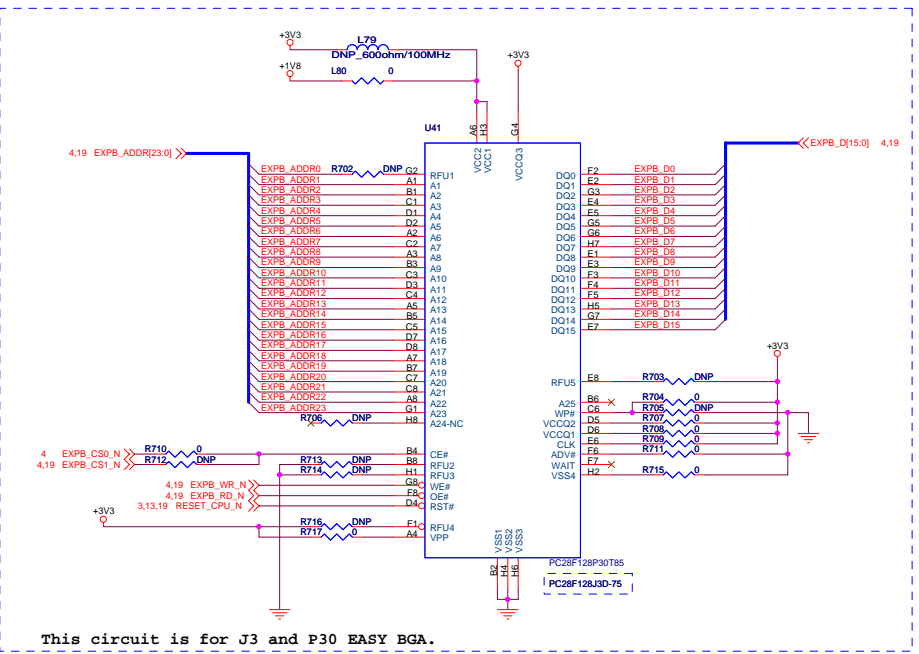 +3V3
L79
DNP_600ohm/100MHz
+1V8
L80 0
+3V3
U41
A6 H3 G4
VCC2 VCC1 VCCQ3
4,19 EXPB_ADDR[23:0]
EXPB_D[15:0] 4,19
EXPB_ADDR0 R702 DNP G2 RFU1
EXPB_ADDR1 A1 A1
EXPB_ADDR2 B1 A2
EXPB_ADDR3 C1 A3
EXPB_ADDR4 D1 A4
EXPB_ADDR5 D2 A5
EXPB_ADDR6 A2 A6
EXPB_ADDR7 C2 A7
EXPB_ADDR8 A3 A8
EXPB_ADDR9 B3 A9
EXPB_ADDR10 C3 A10
EXPB_ADDR11 D3 A11
EXPB_ADDR12 C4 A12
EXPB_ADDR13 A5 A13
EXPB_ADDR14 B5 A14
EXPB_ADDR15 C5 A15
EXPB_ADDR16 D7 A16
EXPB_ADDR17 D8 A17
EXPB_ADDR18 A7 A18
EXPB_ADDR19 B7 A19
EXPB_ADDR20 C7 A20
EXPB_ADDR21 C8 A21
EXPB_ADDR22 A8 A22
EXPB_ADDR23 G1 A23
R706 DNP H8 A24-NC
DQ0 F2 EXPB_D0
DQ1 E2 EXPB_D1
DQ2 G3 EXPB_D2
DQ3 E4 EXPB_D3
DQ4 E5 EXPB_D4
DQ5 G5 EXPB_D5
DQ6 G6 EXPB_D6
DQ7 H7 EXPB_D7
DQ8 E1 EXPB_D8
DQ9 E3 EXPB_D9
DQ10 F3 EXPB_D10
DQ11 F4 EXPB_D11
DQ12 F5 EXPB_D12
DQ13 H5 EXPB_D13
DQ14 G7 EXPB_D14
DQ15 E7 EXPB_D15
+3V3
RFU5 E8 R703 DNP
A25 B6 R704 0
WP# C6 R705 DNP
VCCQ2 D5 R707 0
VCCQ1 D6 R708 0
CLK E6 R709 0
ADV# F6 R711 0
WAIT F7
VSS4 H2 R715 0
4 EXPB_CS0_N R710 0 B4 CE#
4,19 EXPB_CS1_N R712 DNP
R713 DNP B8 RFU2
R714 DNP H1 RFU3
4,19 EXPB_WR_N G8 WE#
4,19 EXPB_RD_N F8 OE#
3,13,19 RESET_CPU_N D4 RST#
+3V3
R716 DNP F1 RFU4
R717 0 A4 VPP
VSS1 VSS2 VSS3
B2 H4 H6
PC28F128P30T85
PC28F128J3D-75
This circuit is for J3 and P30 EASY BGA.